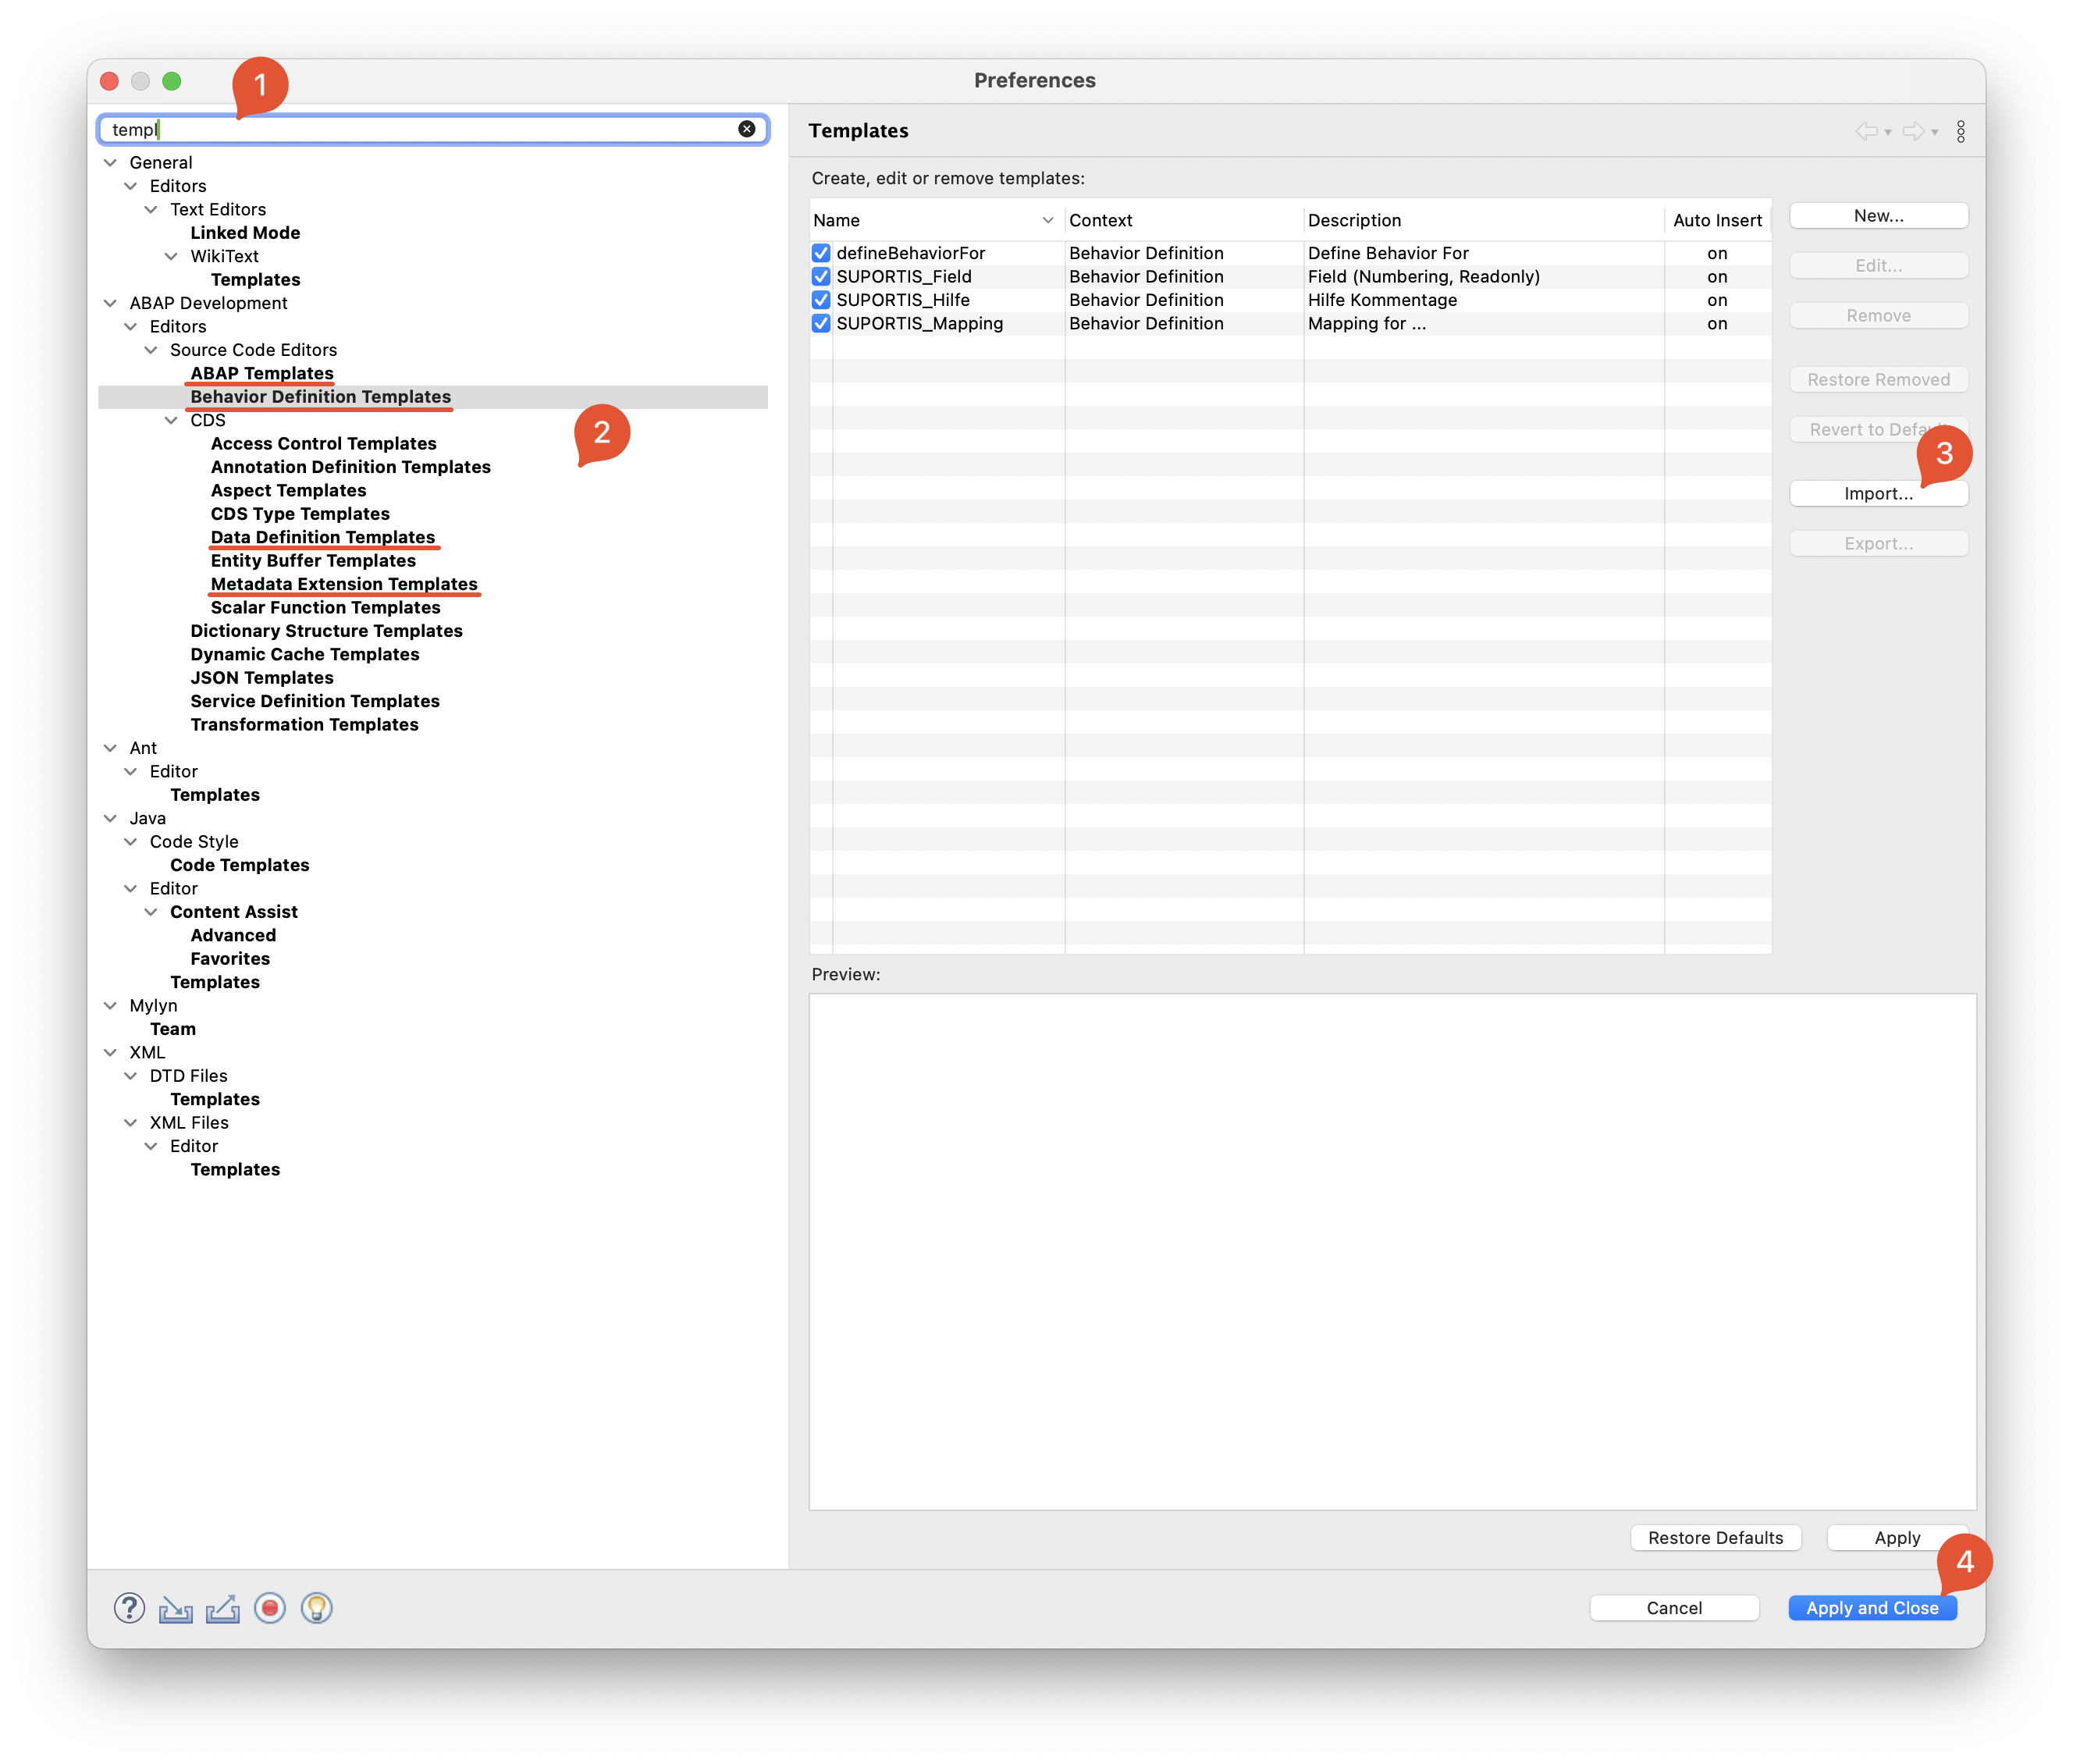 Preferences
1
templ
General
Editors
Text Editors
Linked Mode
WikiText
Templates
ABAP Development
Editors
Source Code Editors
ABAP Templates
Behavior Definition Templates
CDS
2
Access Control Templates
Annotation Definition Templates
Aspect Templates
CDS Type Templates
Data Definition Templates
Entity Buffer Templates
Metadata Extension Templates
Scalar Function Templates
Dictionary Structure Templates
Dynamic Cache Templates
JSON Templates
Service Definition Templates
Transformation Templates
Ant
Editor
Templates
Java
Code Style
Code Templates
Editor
Content Assist
Advanced
Favorites
Templates
Mylyn
Team
XML
DTD Files
Templates
XML Files
Editor
Templates
Templates
Create, edit or remove templates:
Name Context Description Auto Insert
defineBehaviorFor Behavior Definition Define Behavior For on
SUPORTIS_Field Behavior Definition Field (Numbering, Readonly) on
SUPORTIS_Hilfe Behavior Definition Hilfe Kommentage on
SUPORTIS_Mapping Behavior Definition Mapping for ... on
New...
Edit...
Remove
Restore Removed
Revert to
3
Import...
Export...
Preview:
Restore Defaults Apply
4
?
Cancel Apply and Close